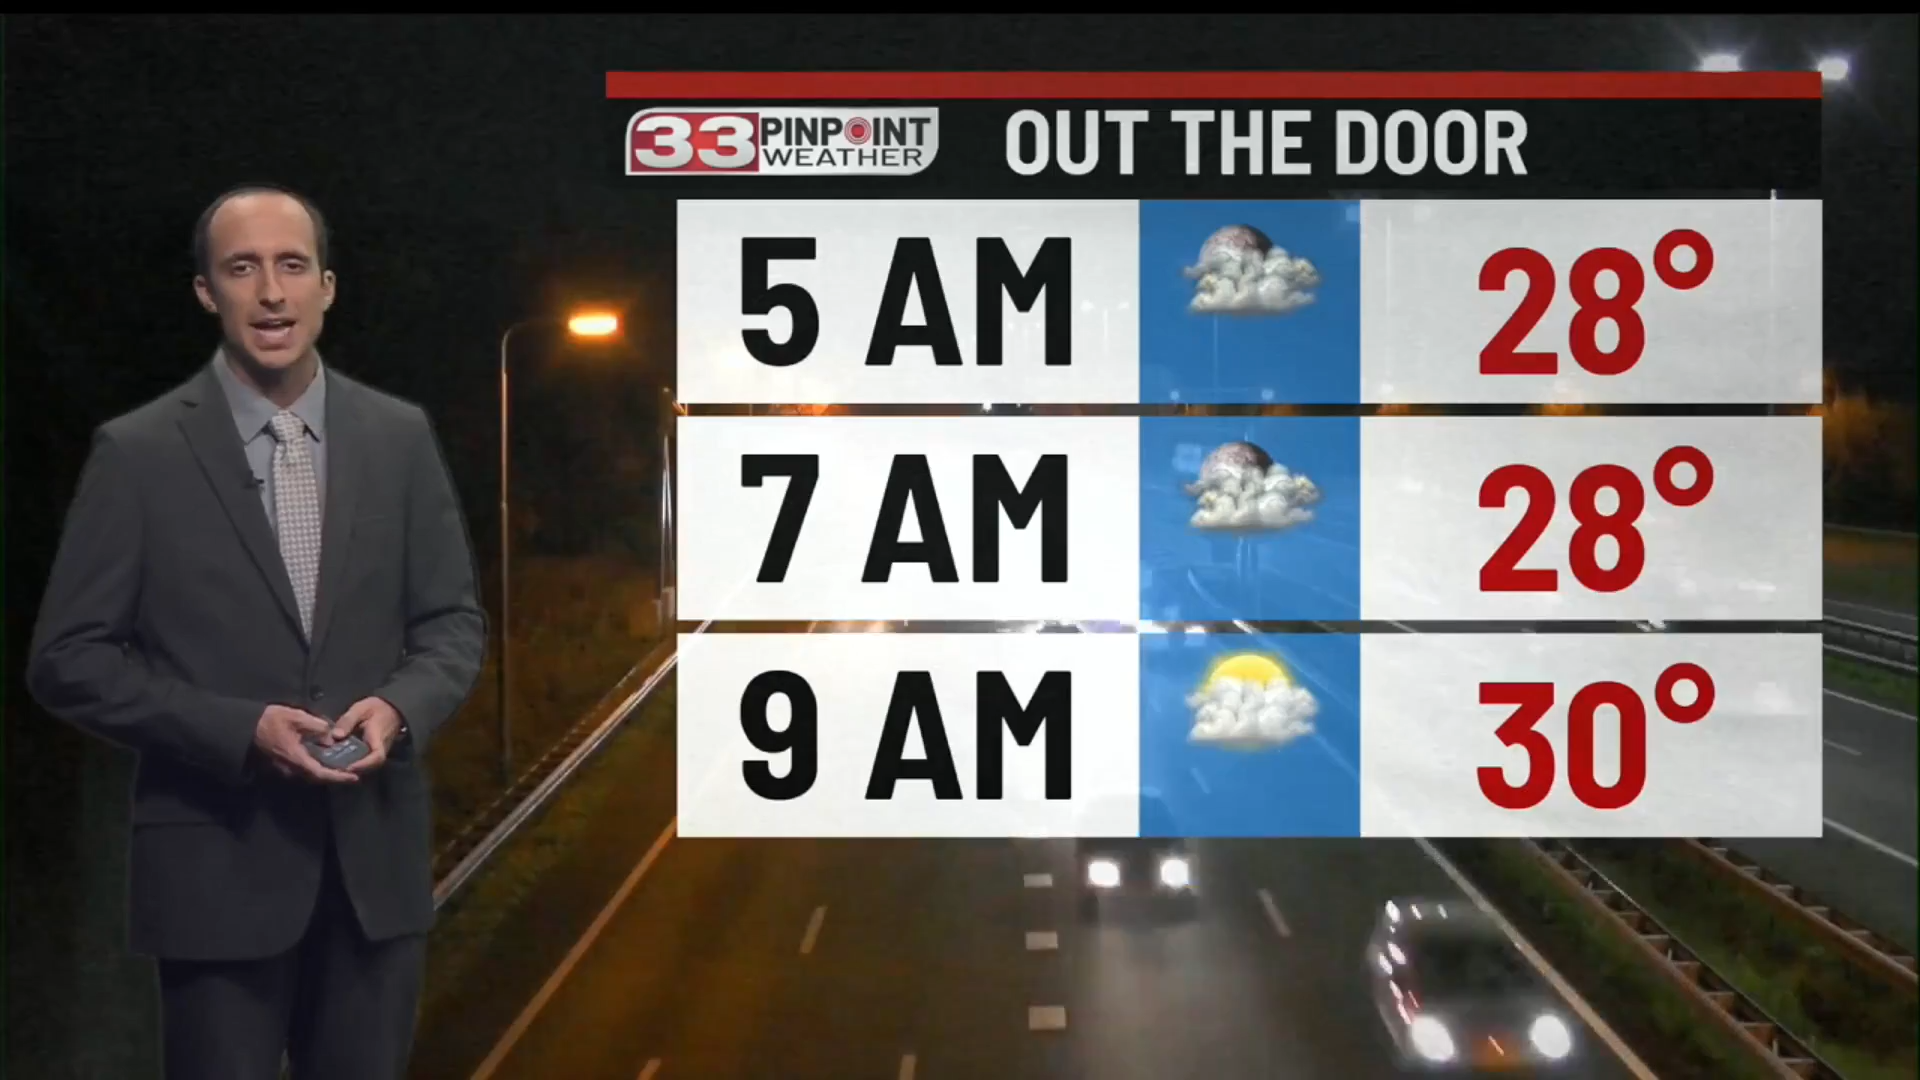 33 PINPOINT WEATHER
OUT THE DOOR
5 AM 28°
7 AM 28°
9 AM 30°